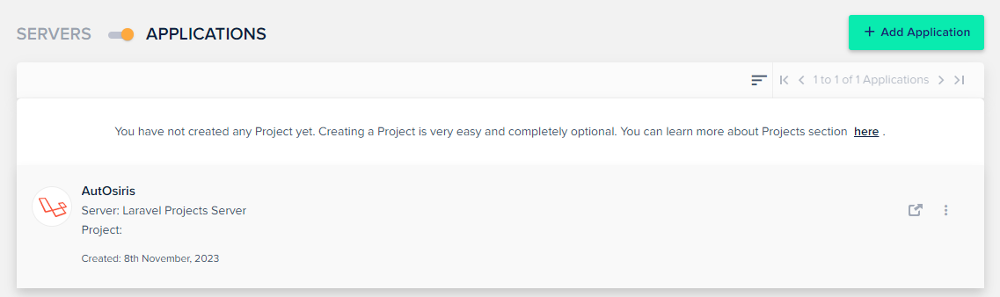 SERVERS APPLICATIONS + Add Application
1 to 1 of 1 Applications
You have not created any Project yet. Creating a Project is very easy and completely optional. You can learn more about Projects section here .
AutOsiris
Server: Laravel Projects Server
Project:
Created: 8th November, 2023